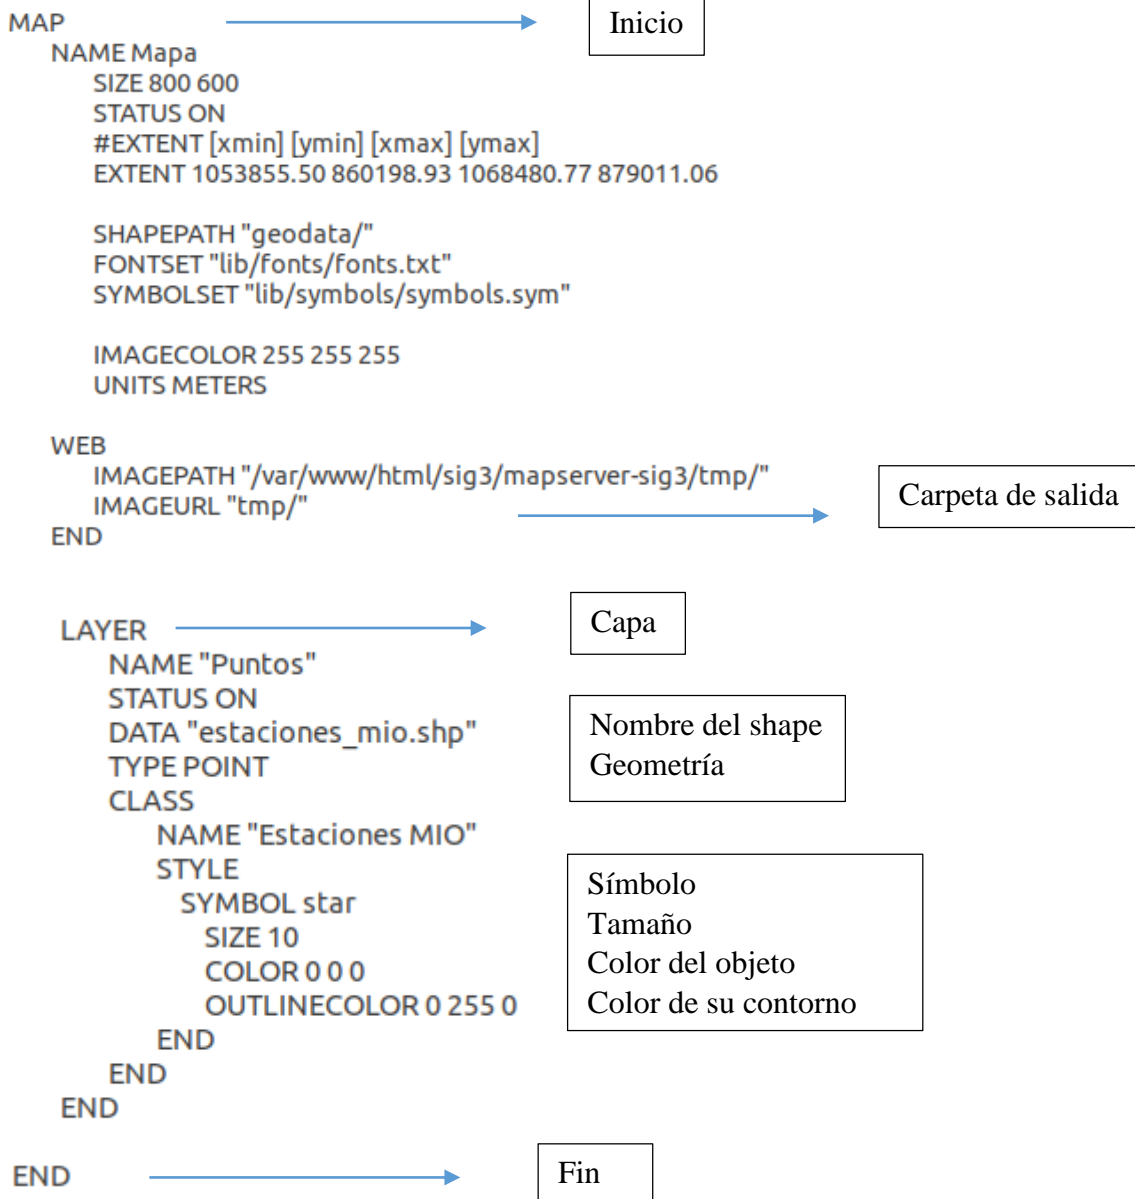 MAP
Inicio
NAME Mapa
SIZE 800 600
STATUS ON
#EXTENT [xmin] [ymin] [xmax] [ymax]
EXTENT 1053855.50 860198.93 1068480.77 879011.06
SHAPEPATH "geodata/"
FONTSET "lib/fonts/fonts.txt"
SYMBOLSET "lib/symbols/symbols.sym"
IMAGECOLOR 255 255 255
UNITS METERS
WEB
IMAGEPATH "/var/www/html/sig3/mapserver-sig3/tmp/"
IMAGEURL "tmp/"
Carpeta de salida
END
LAYER
Capa
NAME "Puntos"
STATUS ON
DATA "estaciones_mio.shp"
Nombre del shape
TYPE POINT
Geometría
CLASS
NAME "Estaciones MIO"
STYLE
Símbolo
SYMBOL star
Tamaño
SIZE 10
Color del objeto
COLOR 0 0 0
Color de su contorno
OUTLINECOLOR 0 255 0
END
END
END
END
Fin